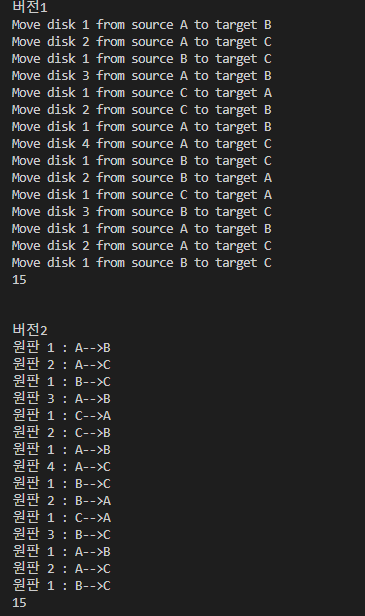 버전1
Move disk 1 from source A to target B
Move disk 2 from source A to target C
Move disk 1 from source B to target C
Move disk 3 from source A to target B
Move disk 1 from source C to target A
Move disk 2 from source C to target B
Move disk 1 from source A to target B
Move disk 4 from source A to target C
Move disk 1 from source B to target C
Move disk 2 from source B to target A
Move disk 1 from source C to target A
Move disk 3 from source B to target C
Move disk 1 from source A to target B
Move disk 2 from source A to target C
Move disk 1 from source B to target C
15
버전2
원판 1 : A-->B
원판 2 : A-->C
원판 1 : B-->C
원판 3 : A-->B
원판 1 : C-->A
원판 2 : C-->B
원판 1 : A-->B
원판 4 : A-->C
원판 1 : B-->C
원판 2 : B-->A
원판 1 : C-->A
원판 3 : B-->C
원판 1 : A-->B
원판 2 : A-->C
원판 1 : B-->C
15